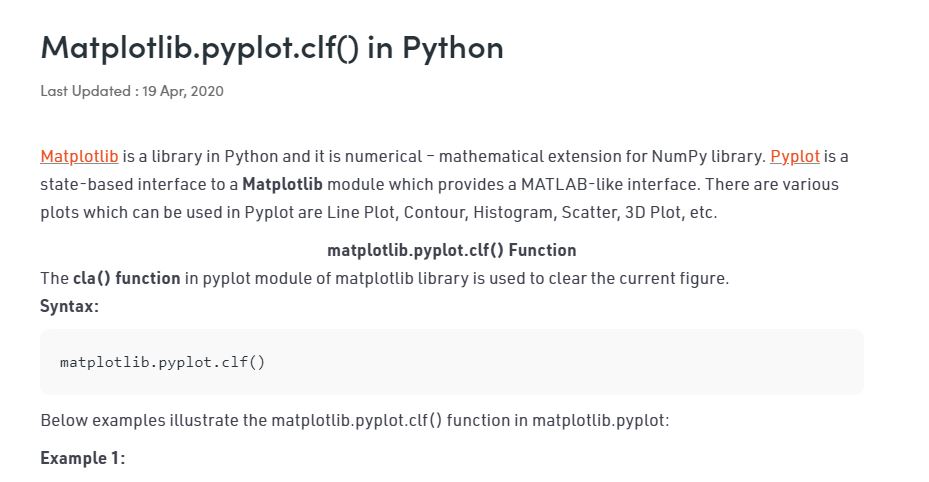 Matplotlib.pyplot.clf() in Python
Last Updated : 19 Apr, 2020
Matplotlib is a library in Python and it is numerical – mathematical extension for NumPy library. Pyplot is a
state-based interface to a Matplotlib module which provides a MATLAB-like interface. There are various
plots which can be used in Pyplot are Line Plot, Contour, Histogram, Scatter, 3D Plot, etc.
matplotlib.pyplot.clf() Function
The cla() function in pyplot module of matplotlib library is used to clear the current figure.
Syntax:
matplotlib.pyplot.clf()
Below examples illustrate the matplotlib.pyplot.clf() function in matplotlib.pyplot:
Example 1: